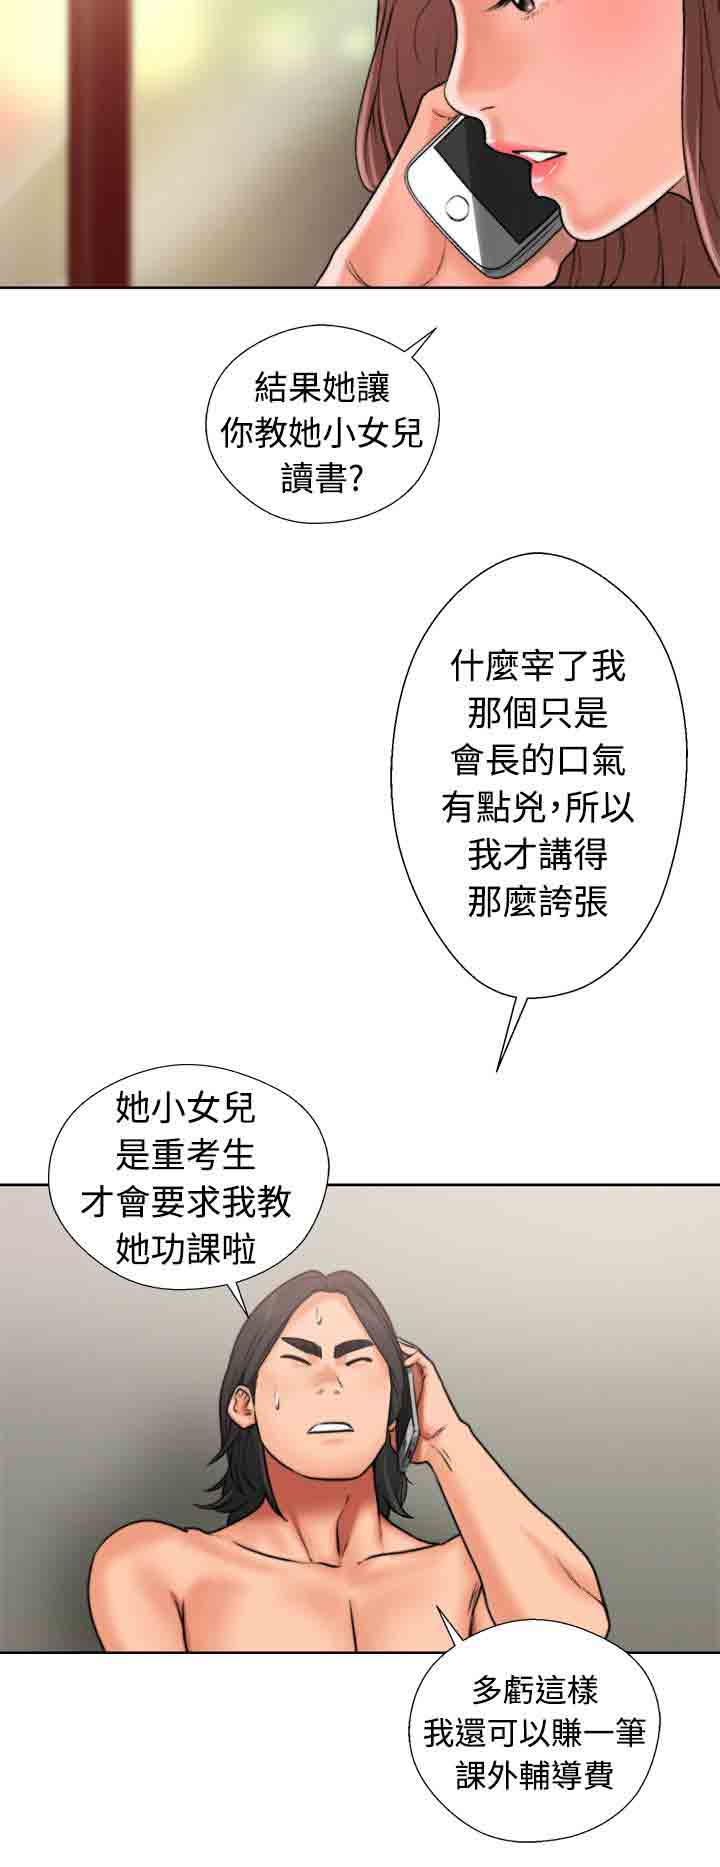 結果她讓
你教她小女兒
讀書?
什麼宰了我
那個只是
會長的口氣
有點兇，所以
我才講得
那麼誇張
她小女兒
是重考生
才會要求我教
她功課啦
多虧這樣
我還可以賺一筆
課外輔導費